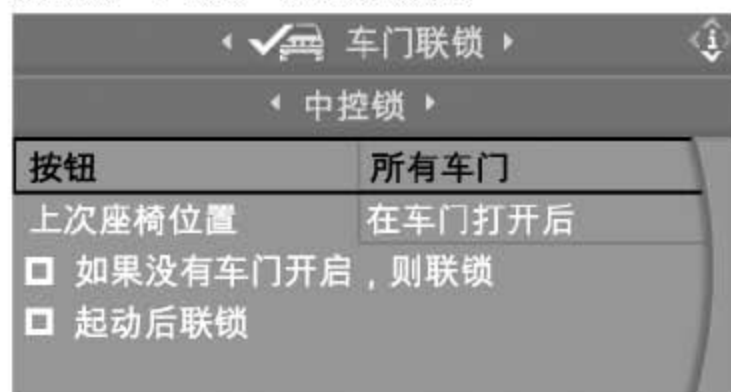 车门联锁
中控锁
按钮 所有车门
上次座椅位置 在车门打开后
如果没有车门开启，则联锁
起动后联锁